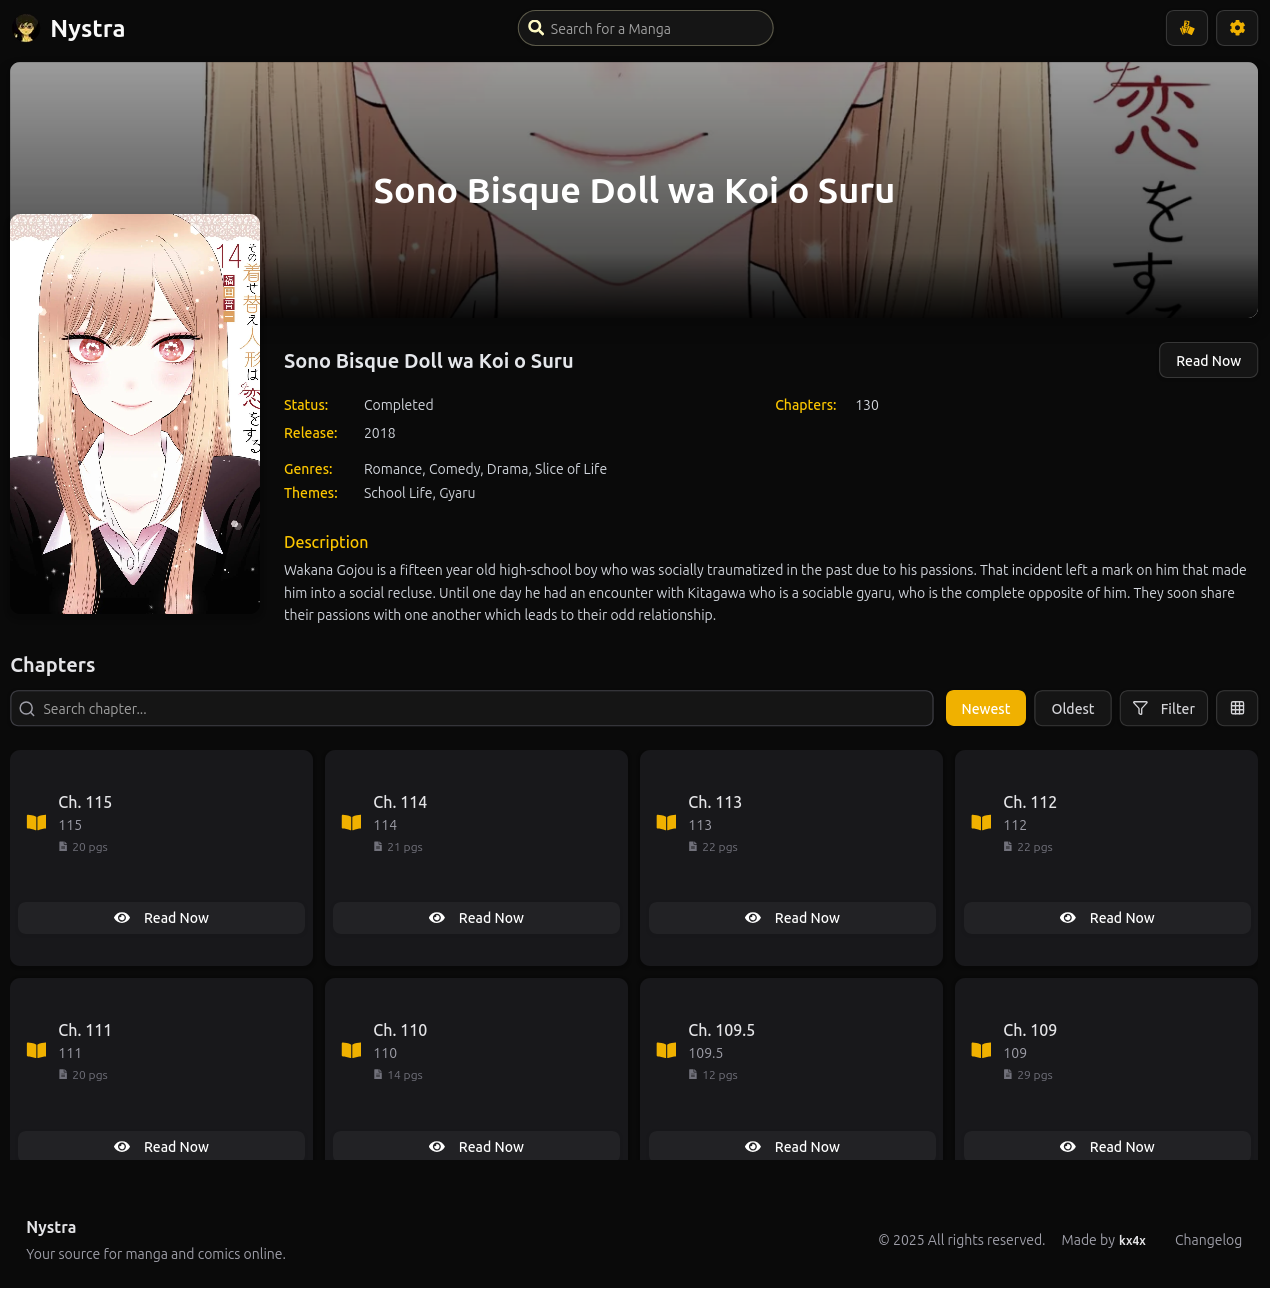 Nystra
Search for a Manga
恋をする
Sono Bisque Doll wa Koi o Suru
14
その着せ替え人形は恋をする
福田晋一
Sono Bisque Doll wa Koi o Suru
Read Now
Status: Completed
Chapters: 130
Release: 2018
Genres: Romance, Comedy, Drama, Slice of Life
Themes: School Life, Gyaru
Description
Wakana Gojou is a fifteen year old high-school boy who was socially traumatized in the past due to his passions. That incident left a mark on him that made
him into a social recluse. Until one day he had an encounter with Kitagawa who is a sociable gyaru, who is the complete opposite of him. They soon share
their passions with one another which leads to their odd relationship.
Chapters
Search chapter...
Newest
Oldest
Filter
Ch. 115
115
20 pgs
Read Now
Ch. 114
114
21 pgs
Read Now
Ch. 113
113
22 pgs
Read Now
Ch. 112
112
22 pgs
Read Now
Ch. 111
111
20 pgs
Read Now
Ch. 110
110
14 pgs
Read Now
Ch. 109.5
109.5
12 pgs
Read Now
Ch. 109
109
29 pgs
Read Now
Nystra
Your source for manga and comics online.
© 2025 All rights reserved.
Made by kx4x
Changelog